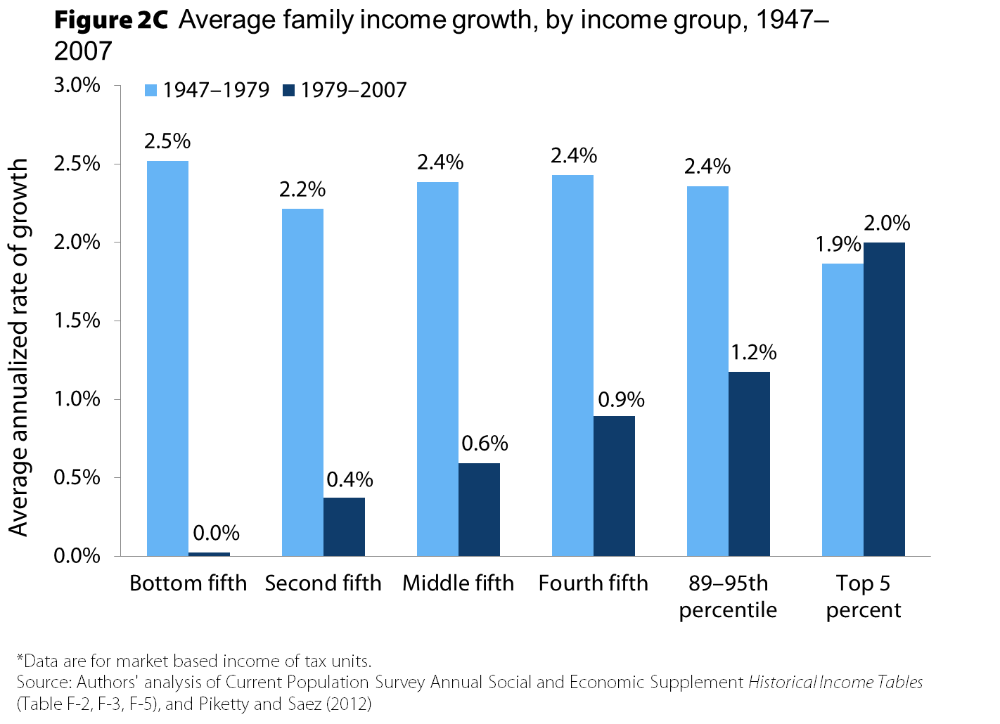 Figure 2C Average family income growth, by income group, 1947–
2007
3.0%
1947–1979 1979–2007
2.5%
2.5%
2.4%
2.4%
2.4%
2.2%
2.0%
2.0%
1.9%
1.5%
1.2%
1.0%
0.9%
0.6%
0.5%
0.4%
0.0%
0.0%
Average annualized rate of growth
Bottom fifth
Second fifth
Middle fifth
Fourth fifth
89–95th
percentile
Top 5
percent
*Data are for market based income of tax units.
Source: Authors' analysis of Current Population Survey Annual Social and Economic Supplement Historical Income Tables
(Table F-2, F-3, F-5), and Piketty and Saez (2012)